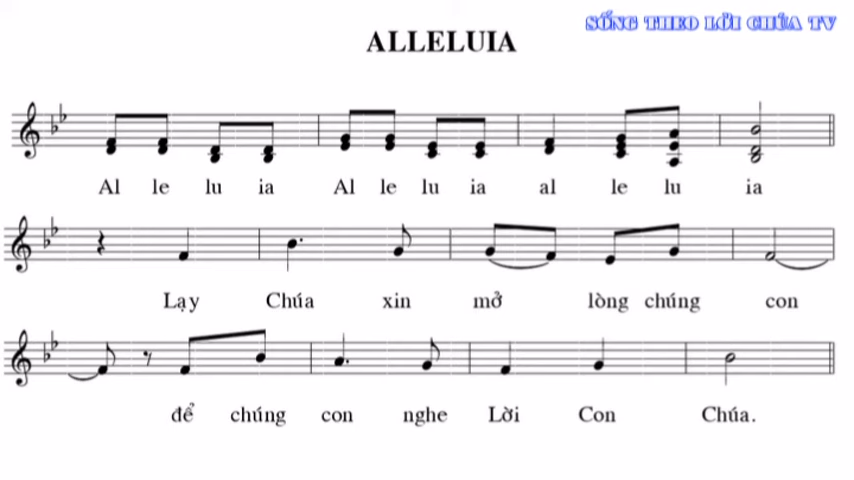 SỐNG THEO LỜI CHÚA TV
ALLELUIA
Al le lu ia Al le lu ia al le lu ia
Lạy Chúa xin mở lòng chúng con
để chúng con nghe Lời Con Chúa.